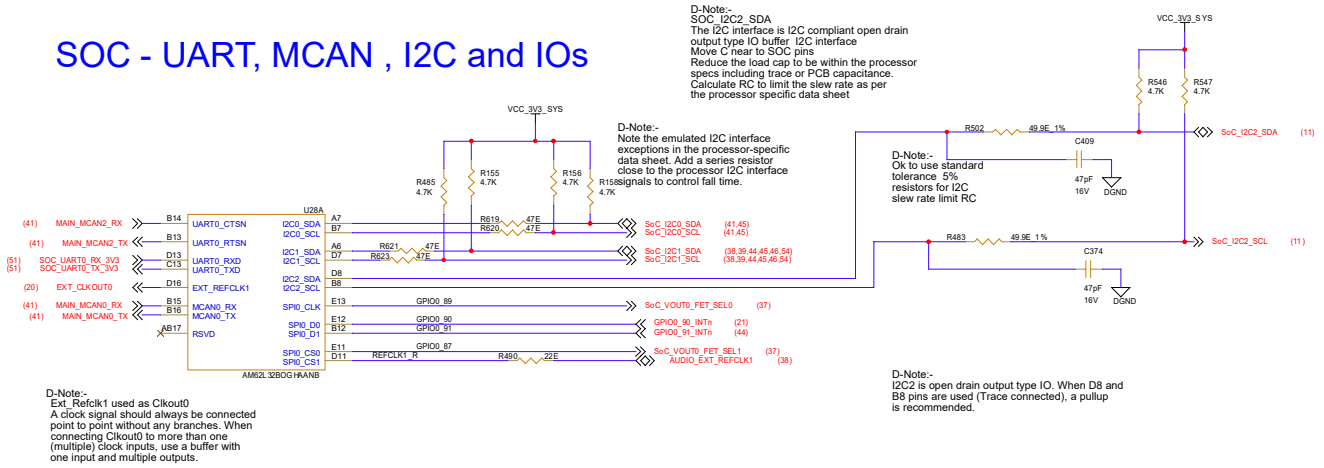 SOC - UART, MCAN , I2C and IOs
D-Note:-
SOC_I2C2_SDA
The I2C interface is I2C compliant open drain
output type IO buffer  I2C interface
Move C near to SOC pins
Reduce the load cap to be within the processor
specs including trace or PCB capacitance.
Calculate RC to limit the slew rate as per
the processor specific data sheet
VCC_3V3_SYS
R546
4.7K
R547
4.7K
VCC_3V3_SYS
D-Note:-
Note the emulated I2C interface
exceptions in the processor-specific
data sheet. Add a series resistor
close to the processor I2C interface
signals to control fall time.
R485
4.7K
R155
4.7K
R156
4.7K
R158
4.7K
R502
49.9E_1%
SoC_I2C2_SDA
(11)
C409
47pF
16V
DGND
D-Note:-
Ok to use standard
tolerance  5%
resistors for I2C
slew rate limit RC
R483
49.9E_1%
SoC_I2C2_SCL
(11)
C374
47pF
16V
DGND
U28A
(41) MAIN_MCAN2_RX B14 UART0_CTSN
(41) MAIN_MCAN2_TX B13 UART0_RTSN
(51) SOC_UART0_RX_3V3 D13 UART0_RXD
(51) SOC_UART0_TX_3V3 C13 UART0_TXD
(20) EXT_CLKOUT0 D16 EXT_REFCLK1
(41) MAIN_MCAN0_RX B15 MCAN0_RX
(41) MAIN_MCAN0_TX B16 MCAN0_TX
AB17 RSVD
I2C0_SDA A7 R619 47E SoC_I2C0_SDA (41,45)
I2C0_SCL B7 R620 47E SoC_I2C0_SCL (41,45)
I2C1_SDA A6 R621 47E SoC_I2C1_SDA (38,39,44,45,46,54)
I2C1_SCL D7 R623 47E SoC_I2C1_SCL (38,39,44,45,46,54)
I2C2_SDA D8
I2C2_SCL B8
SPI0_CLK E13 GPIO0_89 SoC_VOUT0_FET_SEL0 (37)
SPI0_D0 E12 GPIO0_90 GPIO0_90_INTn (21)
SPI0_D1 B12 GPIO0_91 GPIO0_91_INTn (44)
SPI0_CS0 E11 GPIO0_87 SoC_VOUT0_FET_SEL1 (37)
SPI0_CS1 D11 REFCLK1_R R490 22E AUDIO_EXT_REFCLK1 (38)
AM62L32BOGHAANB
D-Note:-
Ext_Refclk1 used as Clkout0
A clock signal should always be connected
point to point without any branches. When
connecting Clkout0 to more than one
(multiple) clock inputs, use a buffer with
one input and multiple outputs.
D-Note:-
I2C2 is open drain output type IO. When D8 and
B8 pins are used (Trace connected), a pullup
is recommended.